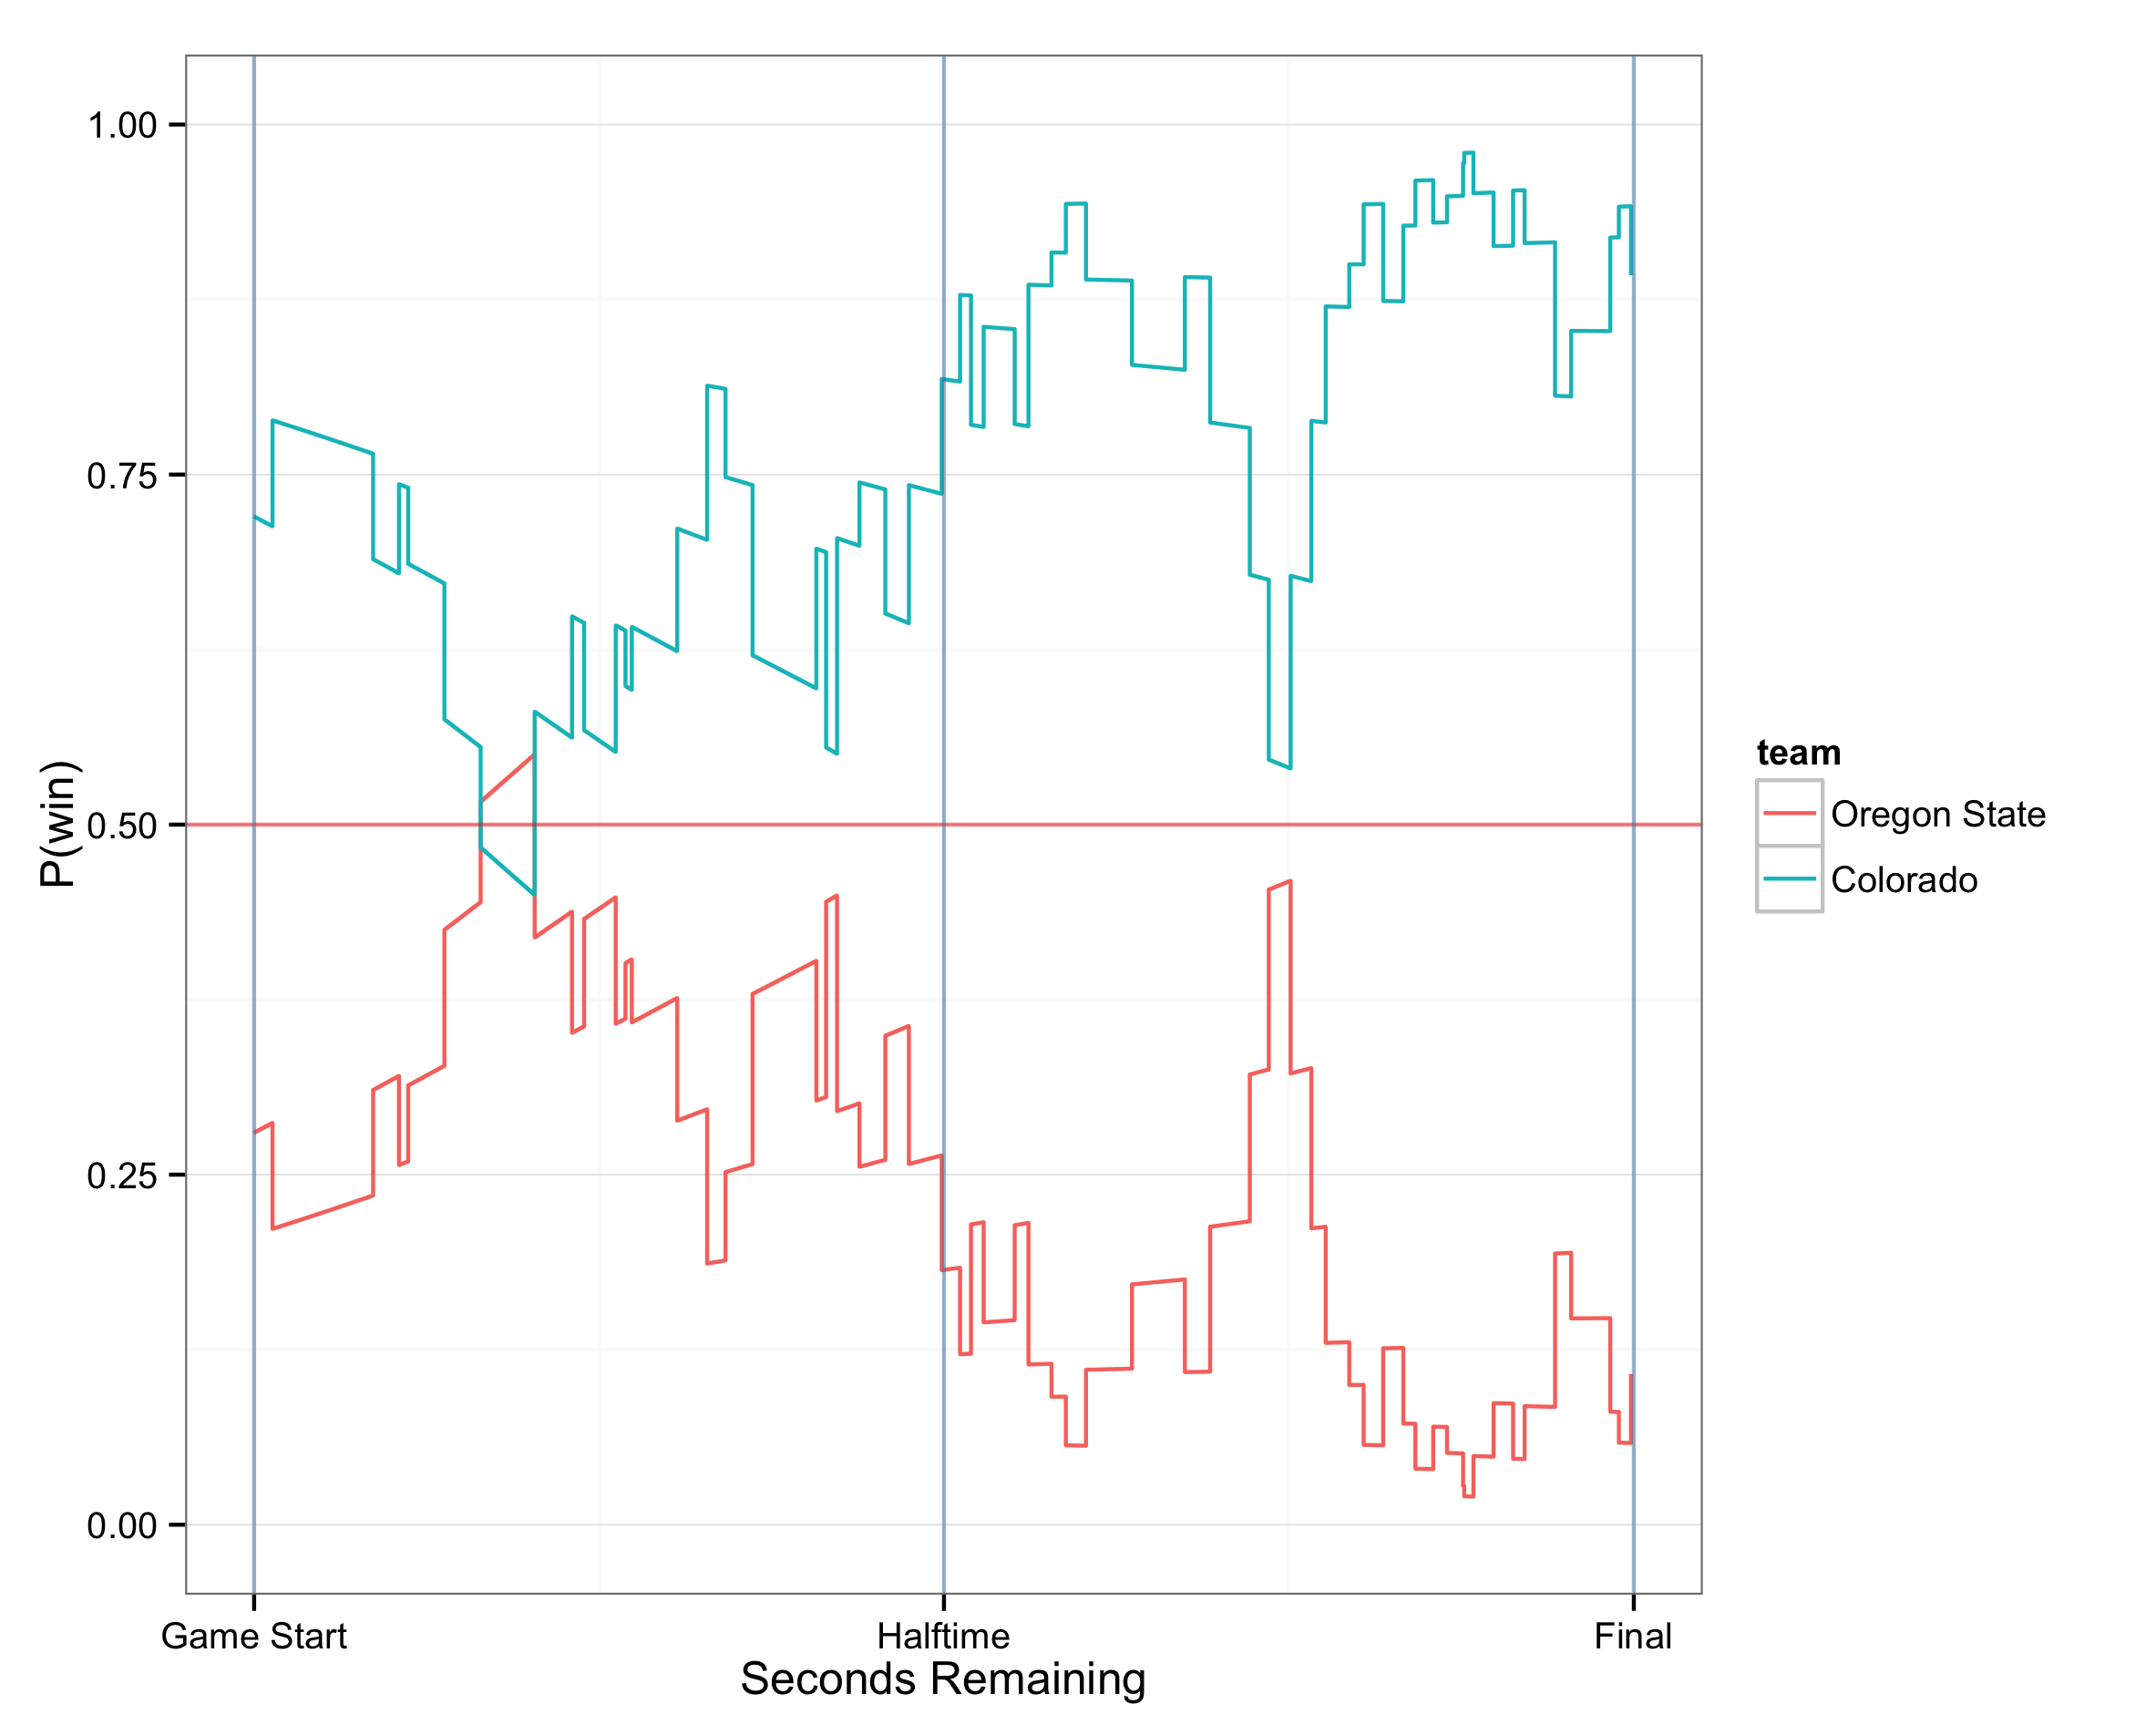 1.00
0.75
0.50
0.25
0.00
P(win)
Game Start
Halftime
Final
Seconds Remaining
team
Oregon State
Colorado